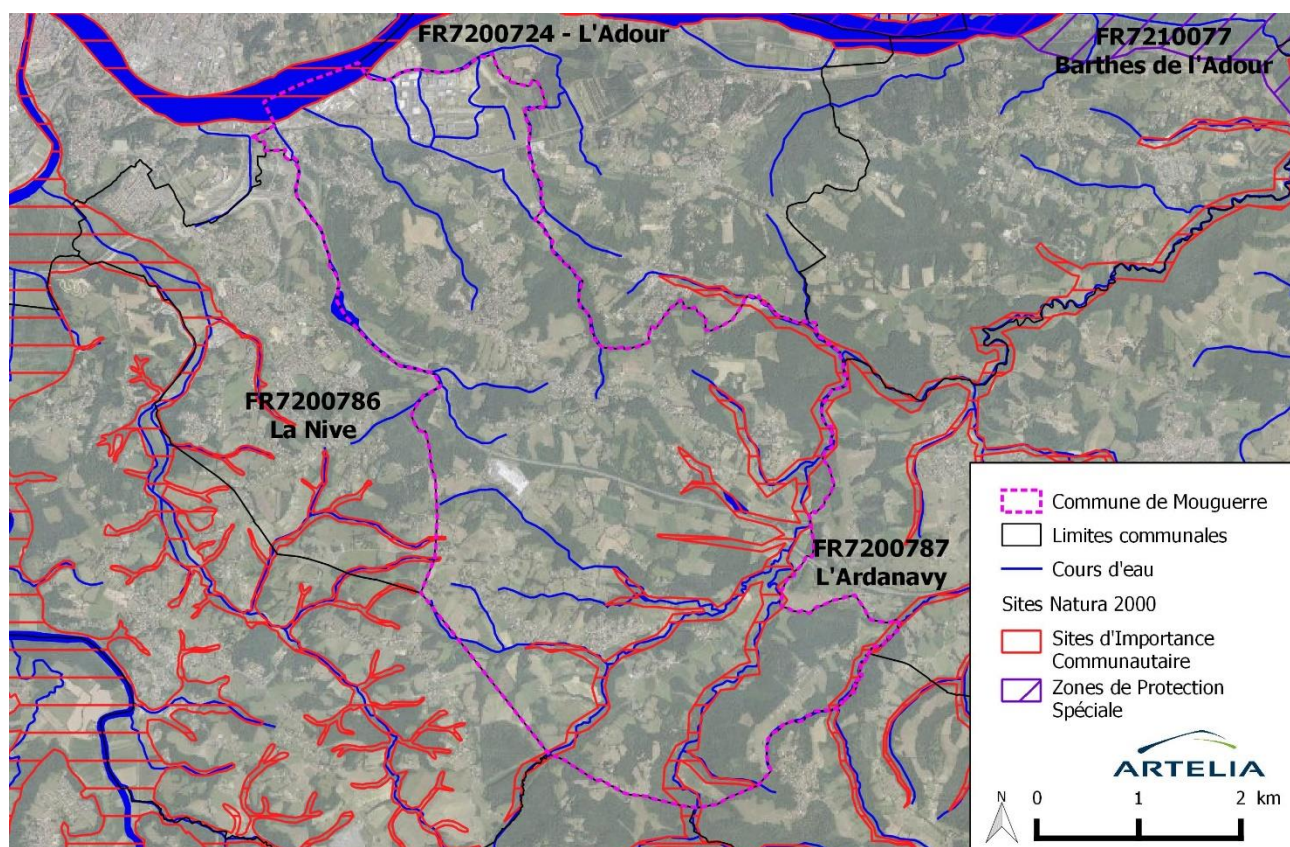 FR7200724 - L'Adour
FR7210077
Barthes de l'Adour
FR7200786
La Nive
FR7200787
L'Ardanavy
Commune de Mouguerre
Limites communales
Cours d'eau
Sites Natura 2000
Sites d'Importance
Communautaire
Zones de Protection
Spéciale
ARTELIA
N
0 1 2 km